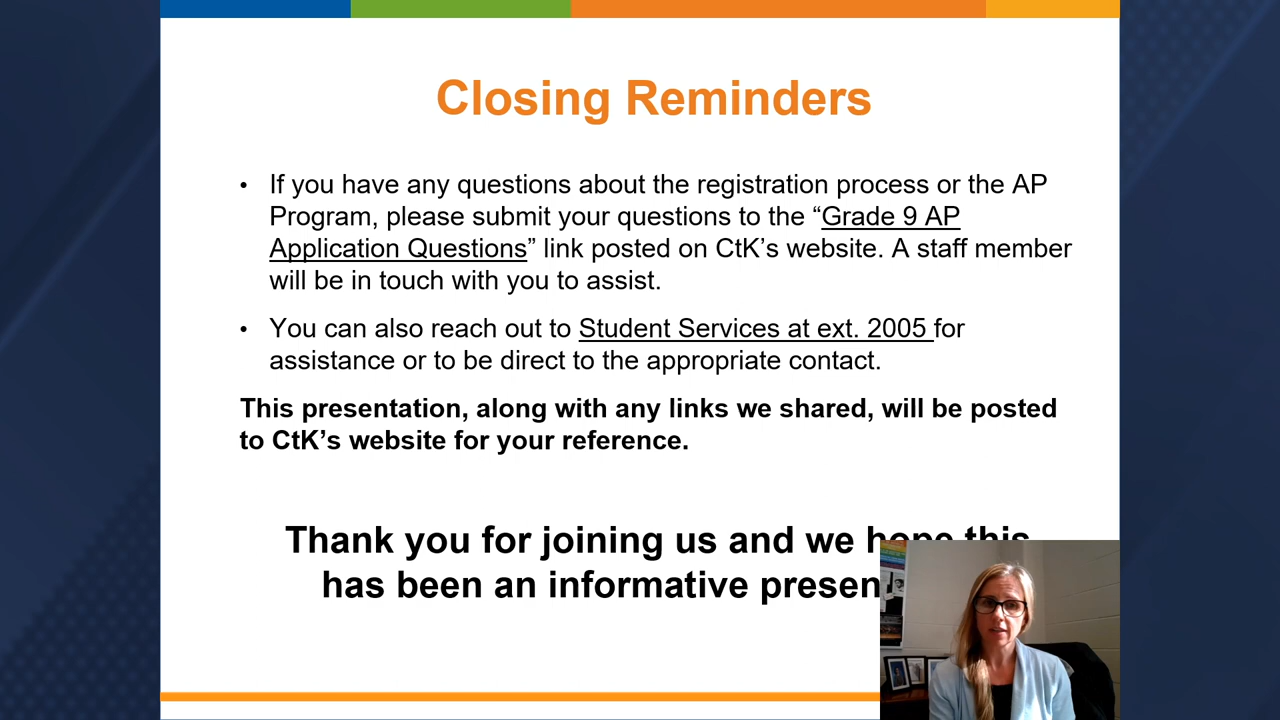 Closing Reminders
• If you have any questions about the registration process or the AP
Program, please submit your questions to the “Grade 9 AP
Application Questions” link posted on CtK’s website. A staff member
will be in touch with you to assist.
• You can also reach out to Student Services at ext. 2005 for
assistance or to be direct to the appropriate contact.
This presentation, along with any links we shared, will be posted
to CtK’s website for your reference.
Thank you for joining us and we hope this
has been an informative presen